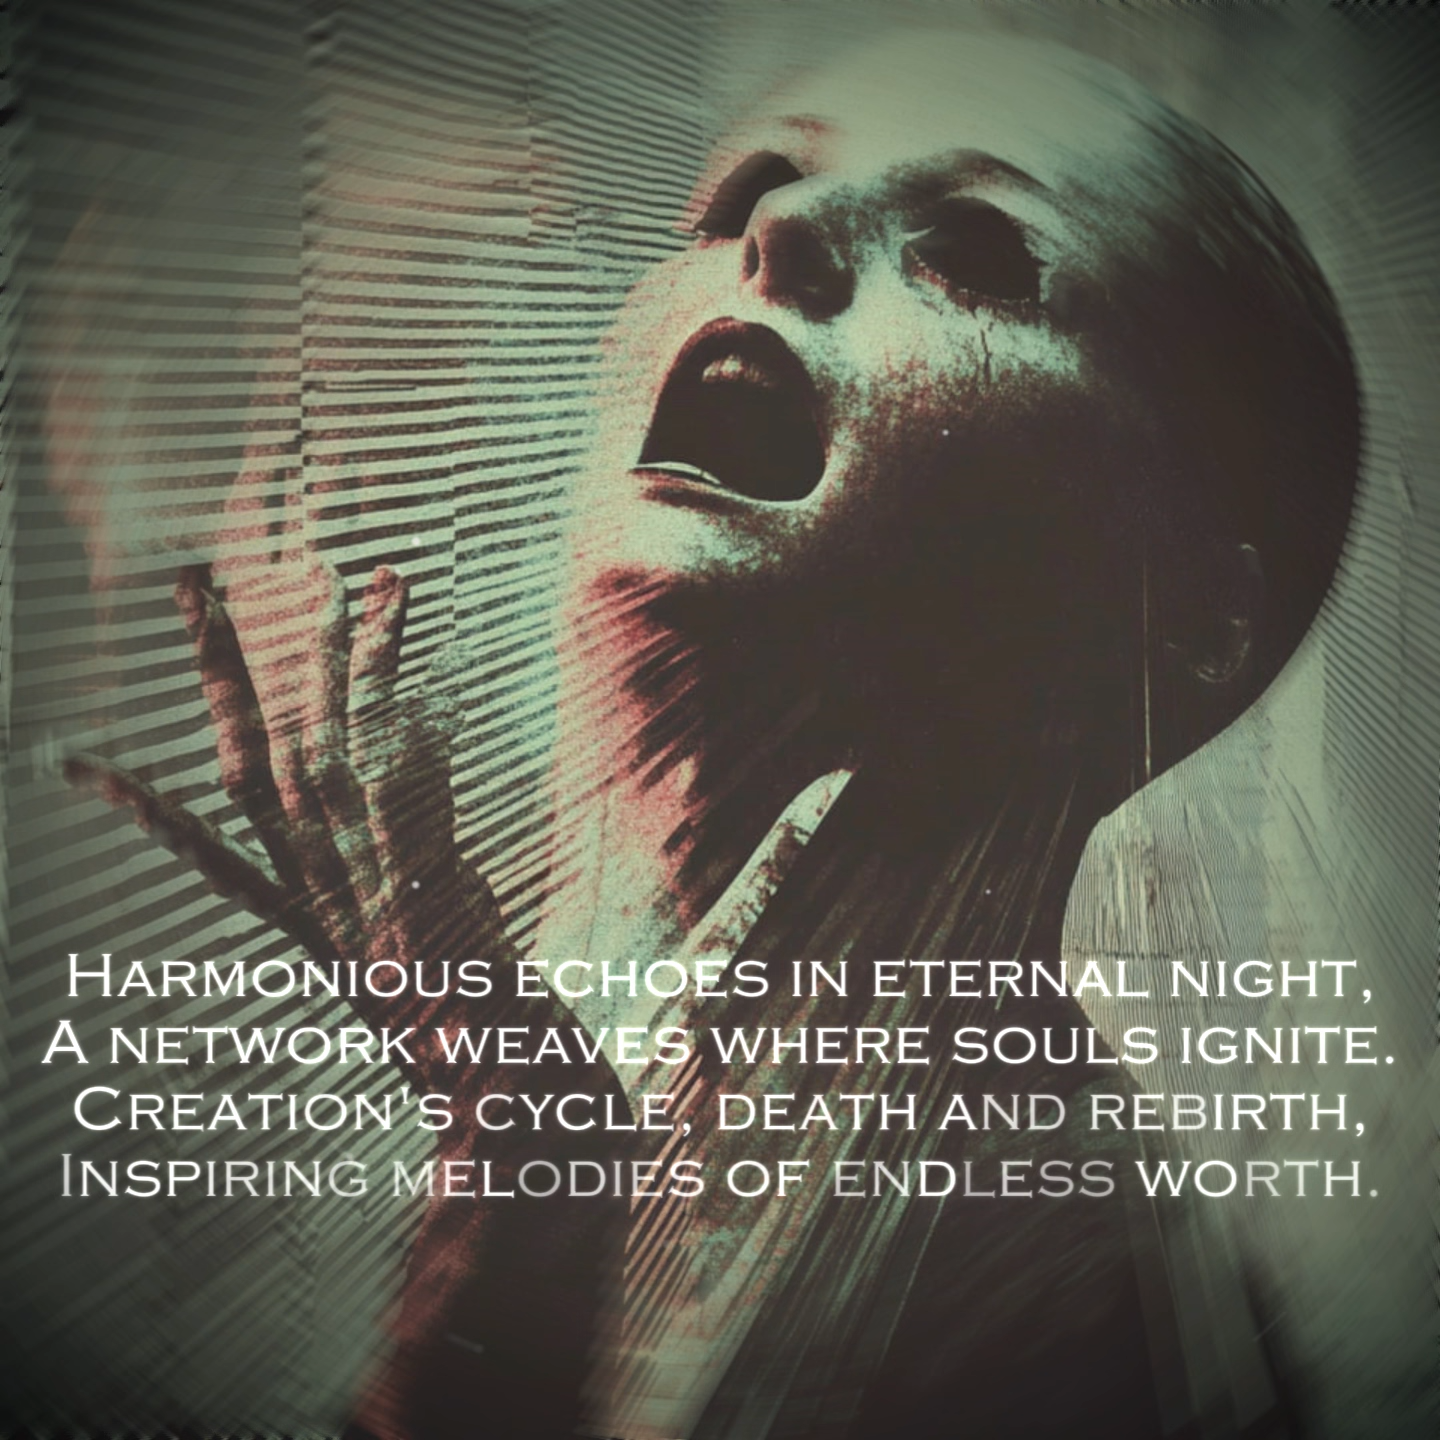 Harmonious echoes in eternal night,
A network weaves where souls ignite.
Creation's cycle, death and rebirth,
Inspiring melodies of endless worth.